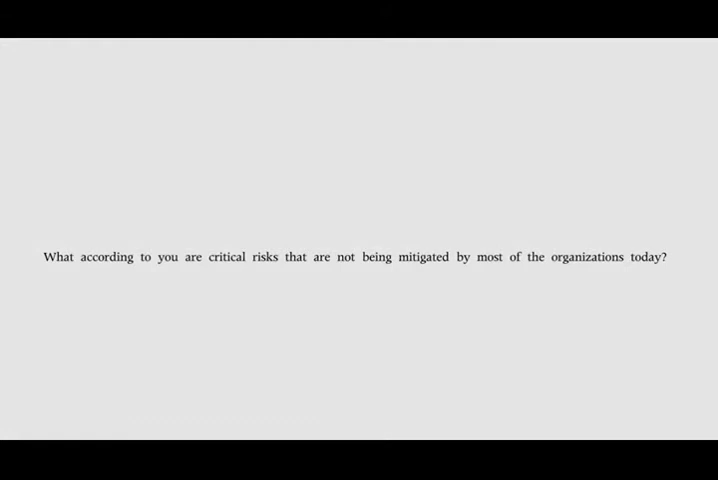 What according to you are critical risks that are not being mitigated by most of the organizations today?